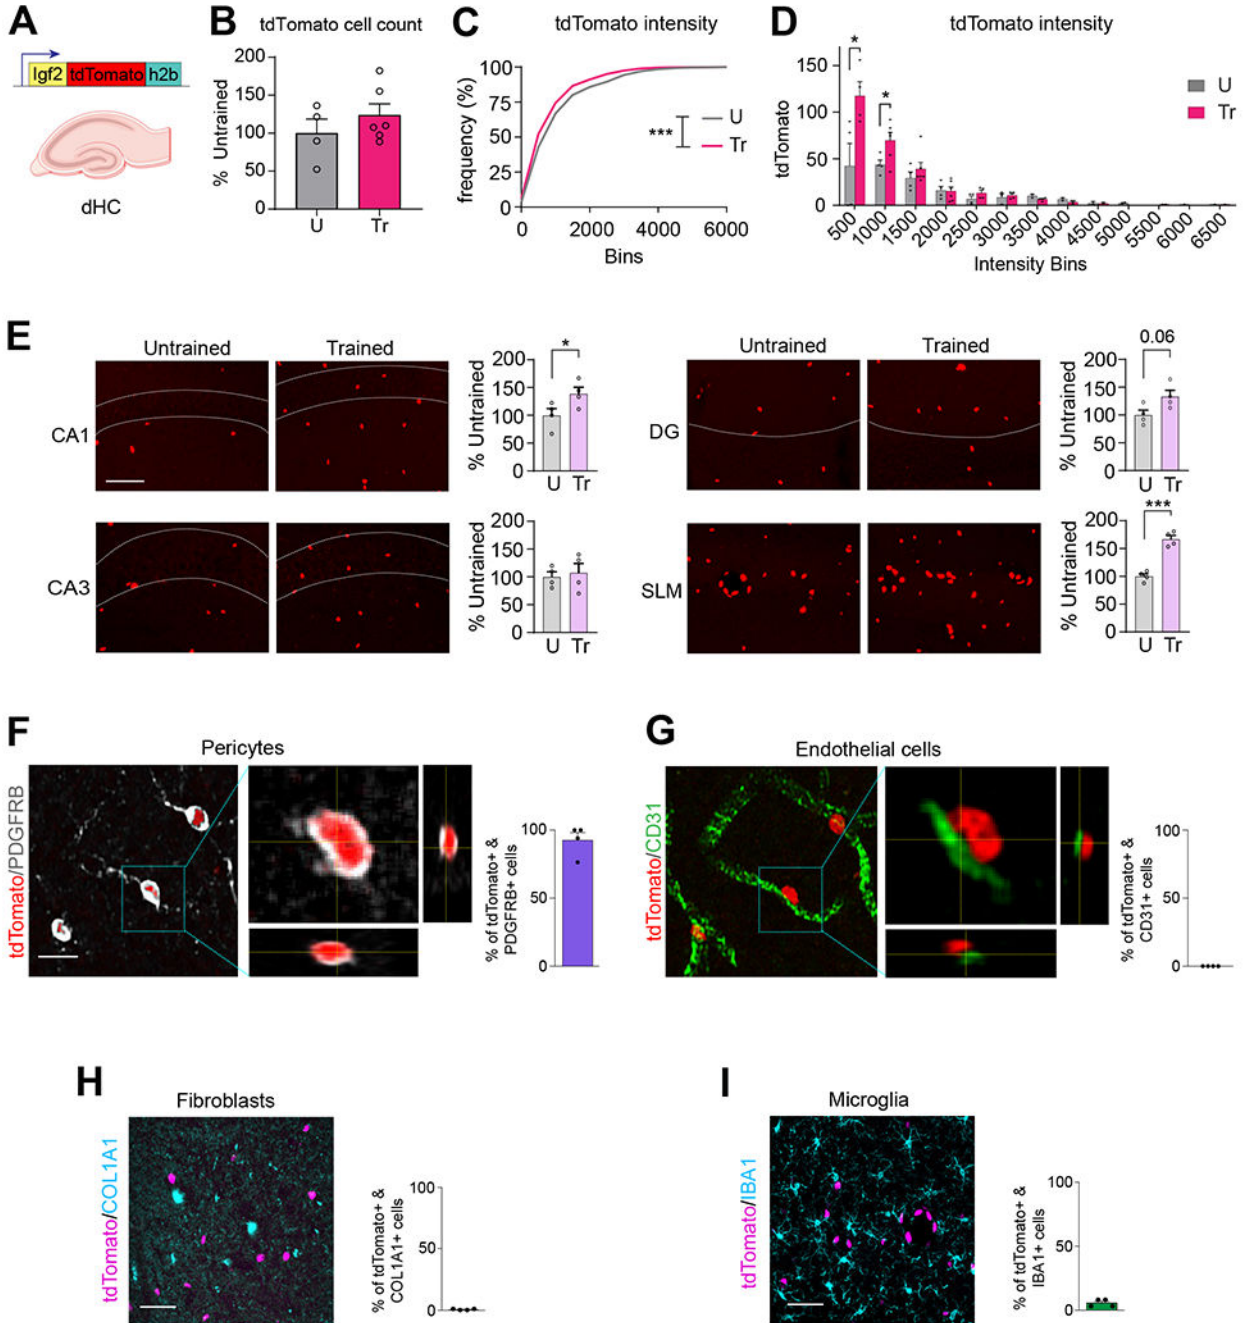 A
Igf2 tdTomato h2b
dHC
B
tdTomato cell count
% Untrained
200
150
100
50
0
U Tr
C
tdTomato intensity
frequency (%)
100
75
50
25
0
0 2000 4000 6000
Bins
***
U
Tr
D
tdTomato intensity
tdTomato
150
100
50
0
* *
U
Tr
500 1000 1500 2000 2500 3000 3500 4000 4500 5000 5500 6000 6500
Intensity Bins
E
Untrained Trained
CA1
% Untrained
200
150
100
50
0
*
U Tr
Untrained Trained
DG
% Untrained
200
150
100
50
0
0.06
U Tr
CA3
% Untrained
200
150
100
50
0
U Tr
SLM
% Untrained
200
150
100
50
0
***
U Tr
F
Pericytes
tdTomato/PDGFRB
% of tdTomato+ &
PDGFRB+ cells
100
50
0
G
Endothelial cells
tdTomato/CD31
% of tdTomato+ &
CD31+ cells
100
50
0
H
Fibroblasts
tdTomato/COL1A1
% of tdTomato+ &
COL1A1+ cells
100
50
0
I
Microglia
tdTomato/IBA1
% of tdTomato+ &
IBA1+ cells
100
50
0